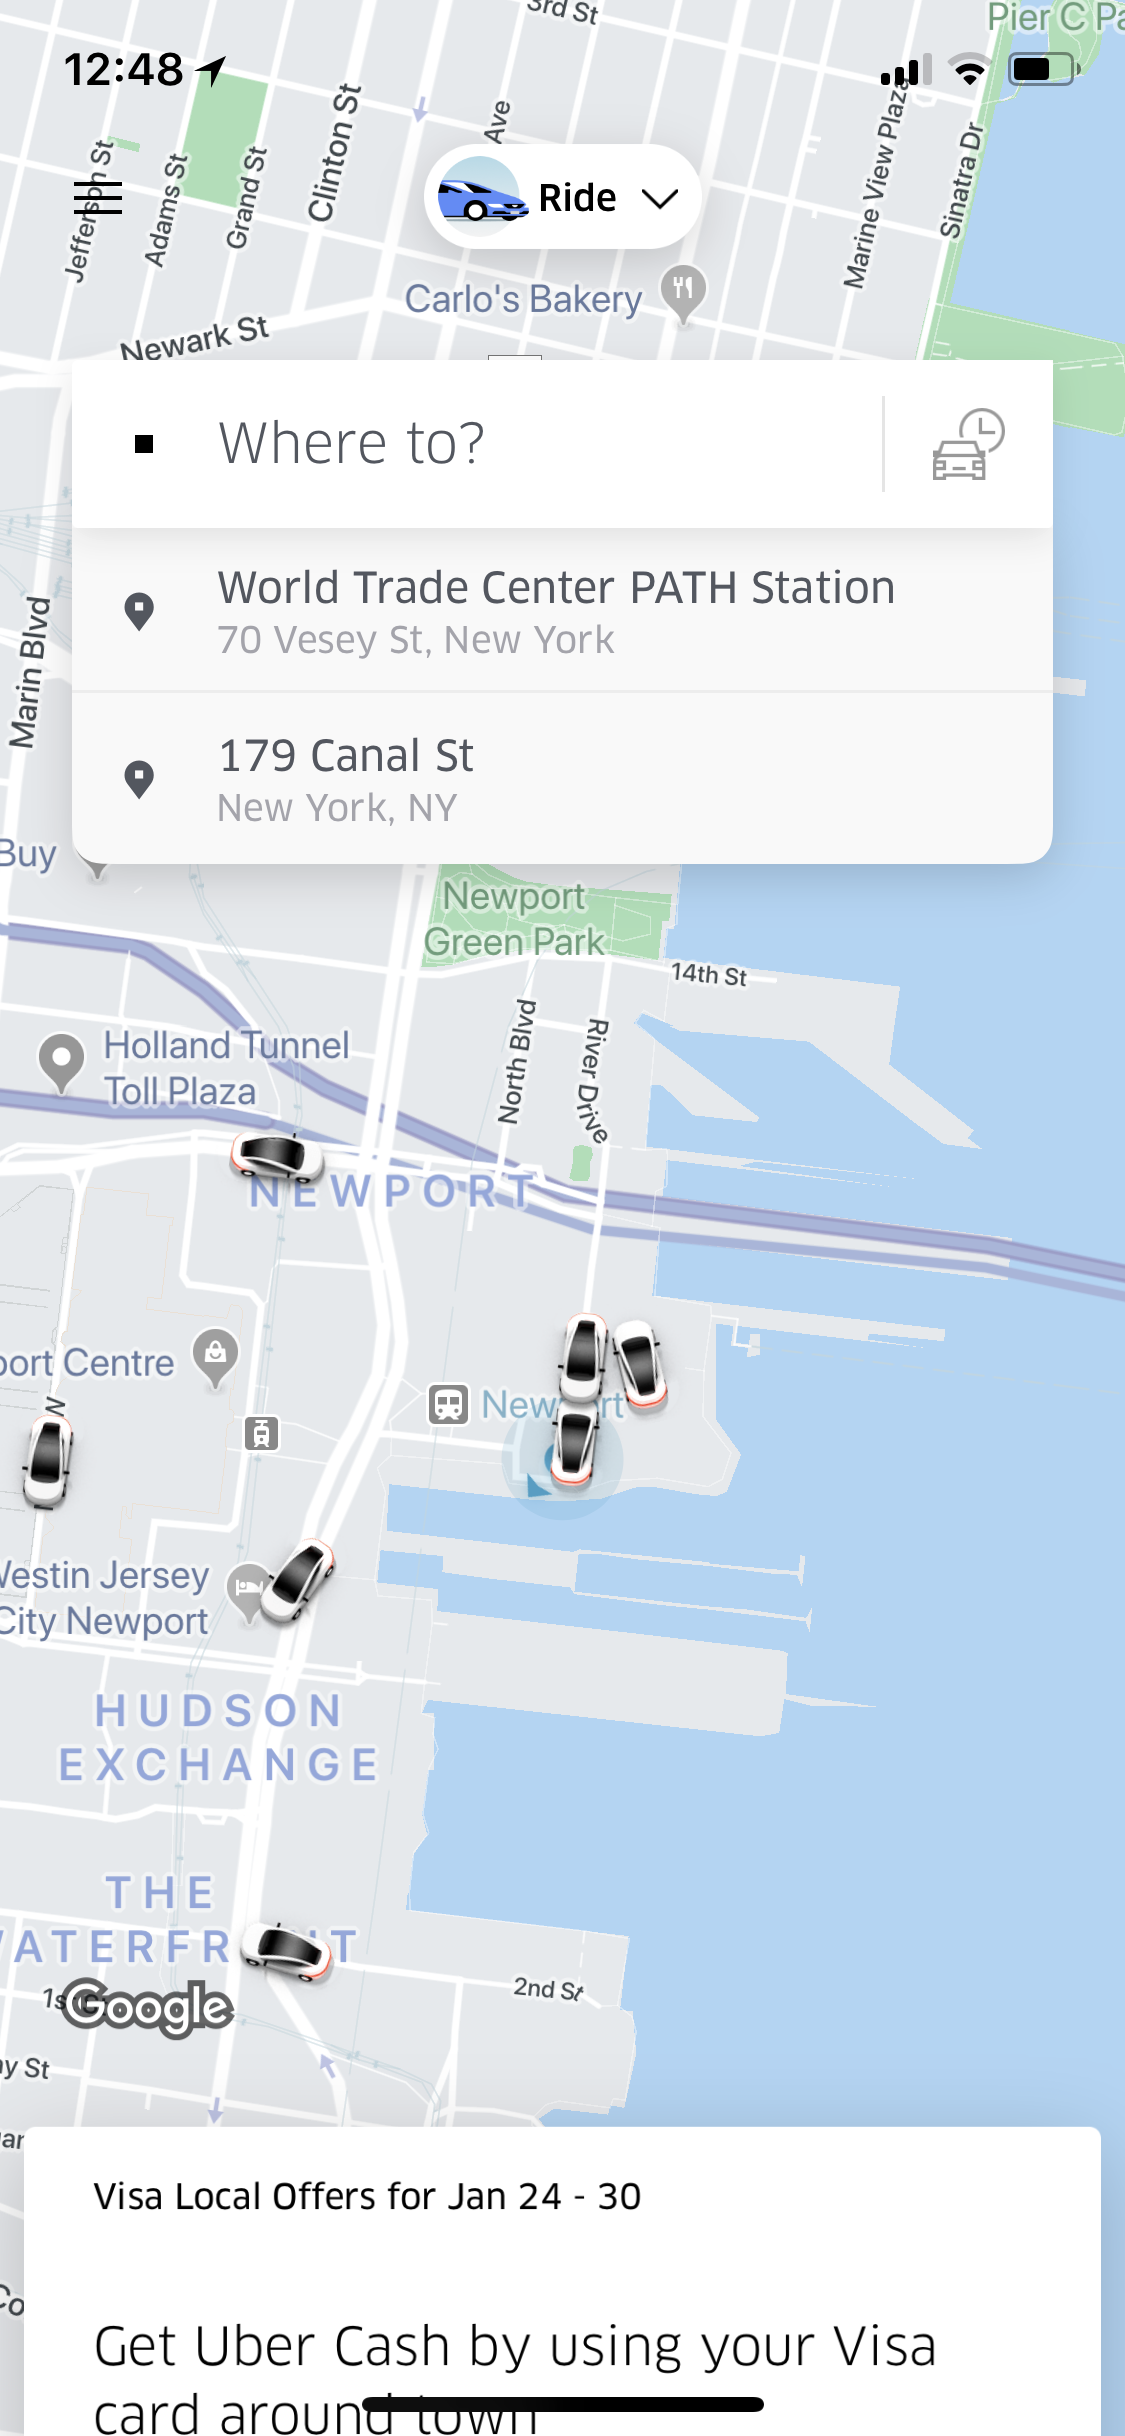 3rd St
Pier C Pa
12:48
Clinton St
Ave
Marine View Plaza
Sinatra Dr
Jefferson St
Adams St
Grand St
Ride
Carlo's Bakery
Newark St
Where to?
World Trade Center PATH Station
70 Vesey St, New York
179 Canal St
New York, NY
Marin Blvd
Buy
Newport
Green Park
14th St
North Blvd
River Drive
Holland Tunnel
Toll Plaza
NEWPORT
port Centre
Newport
Westin Jersey
City Newport
HUDSON
EXCHANGE
THE
WATERFRONT
2nd St
Google
ay St
Visa Local Offers for Jan 24 - 30
Get Uber Cash by using your Visa
card around town